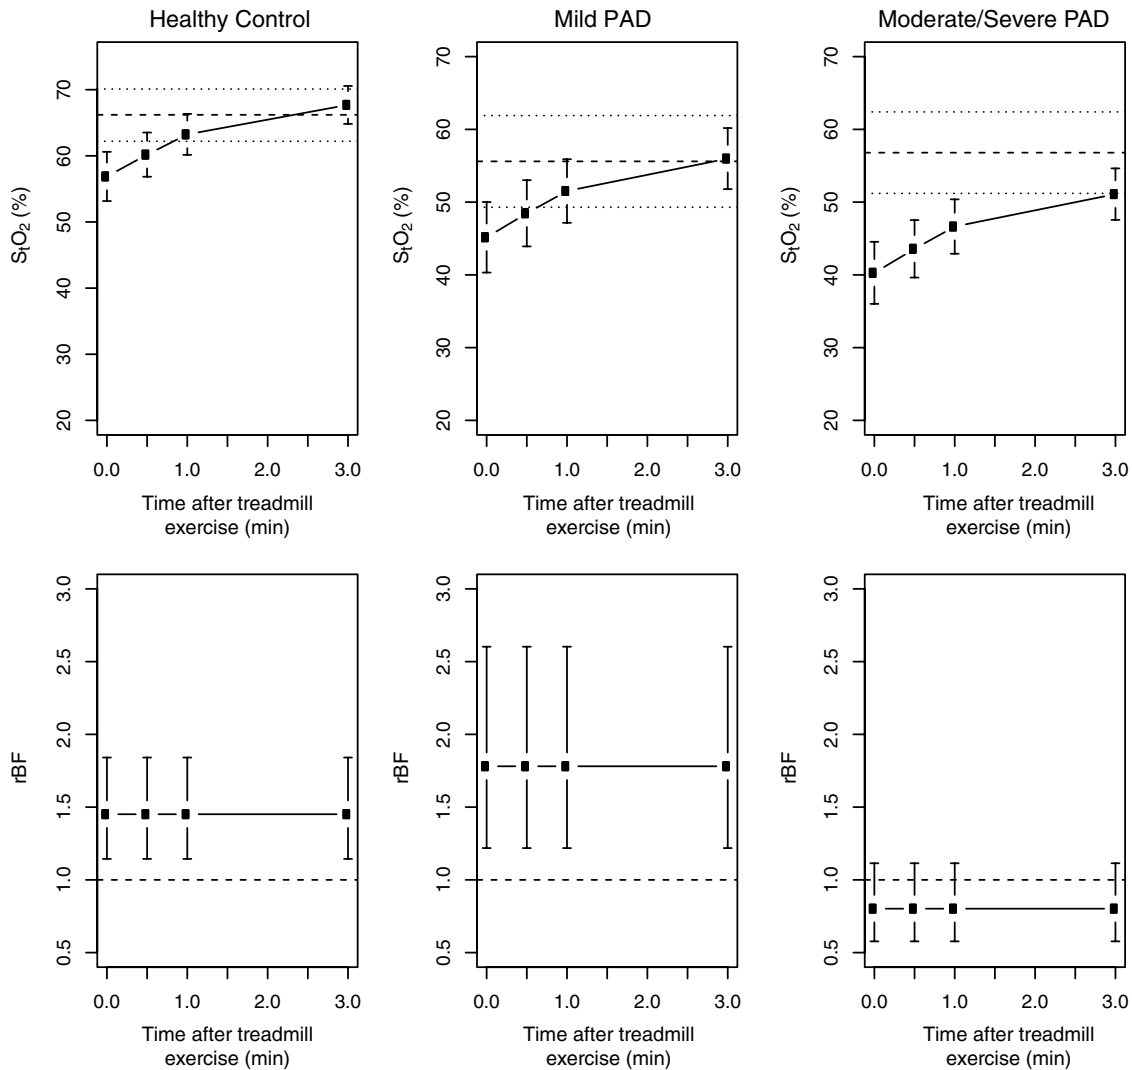 Healthy Control
Mild PAD
Moderate/Severe PAD
StO2 (%)
70
60
50
40
30
20
0.0 1.0 2.0 3.0
Time after treadmill
exercise (min)
StO2 (%)
70
60
50
40
30
20
0.0 1.0 2.0 3.0
Time after treadmill
exercise (min)
StO2 (%)
70
60
50
40
30
20
0.0 1.0 2.0 3.0
Time after treadmill
exercise (min)
rBF
3.0
2.5
2.0
1.5
1.0
0.5
0.0 1.0 2.0 3.0
Time after treadmill
exercise (min)
rBF
3.0
2.5
2.0
1.5
1.0
0.5
0.0 1.0 2.0 3.0
Time after treadmill
exercise (min)
rBF
3.0
2.5
2.0
1.5
1.0
0.5
0.0 1.0 2.0 3.0
Time after treadmill
exercise (min)